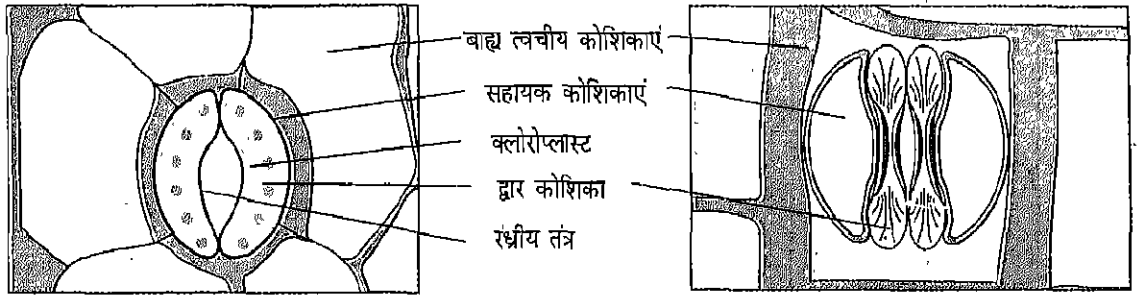 बाह्य त्वचीय कोशिकाएं
सहायक कोशिकाएं
क्लोरोप्लास्ट
द्वार कोशिका
रंध्रीय तंत्र